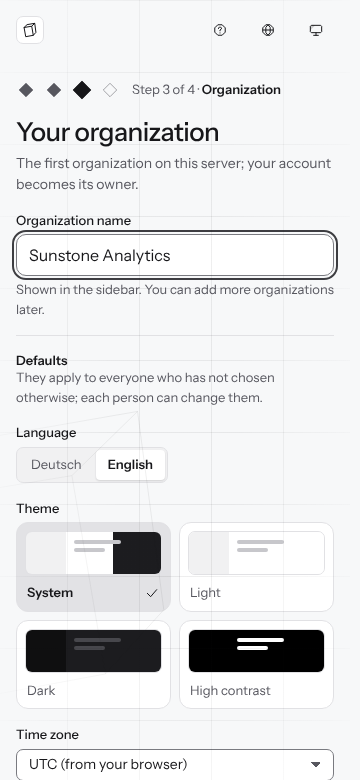 Step 3 of 4 · Organization
Your organization
The first organization on this server; your account
becomes its owner.
Organization name
Sunstone Analytics
Shown in the sidebar. You can add more organizations
later.
Defaults
They apply to everyone who has not chosen
otherwise; each person can change them.
Language
Deutsch English
Theme
System Light
Dark High contrast
Time zone
UTC (from your browser)